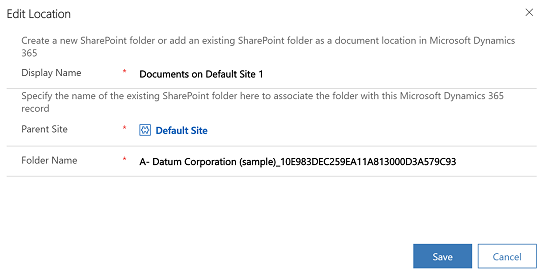 Edit Location
Create a new SharePoint folder or add an existing SharePoint folder as a document location in Microsoft Dynamics
365
Display Name * Documents on Default Site 1
Specify the name of the existing SharePoint folder here to associate the folder with this Microsoft Dynamics 365
record
Parent Site * Default Site
Folder Name * A- Datum Corporation (sample)_10E983DEC259EA11A813000D3A579C93
Save Cancel